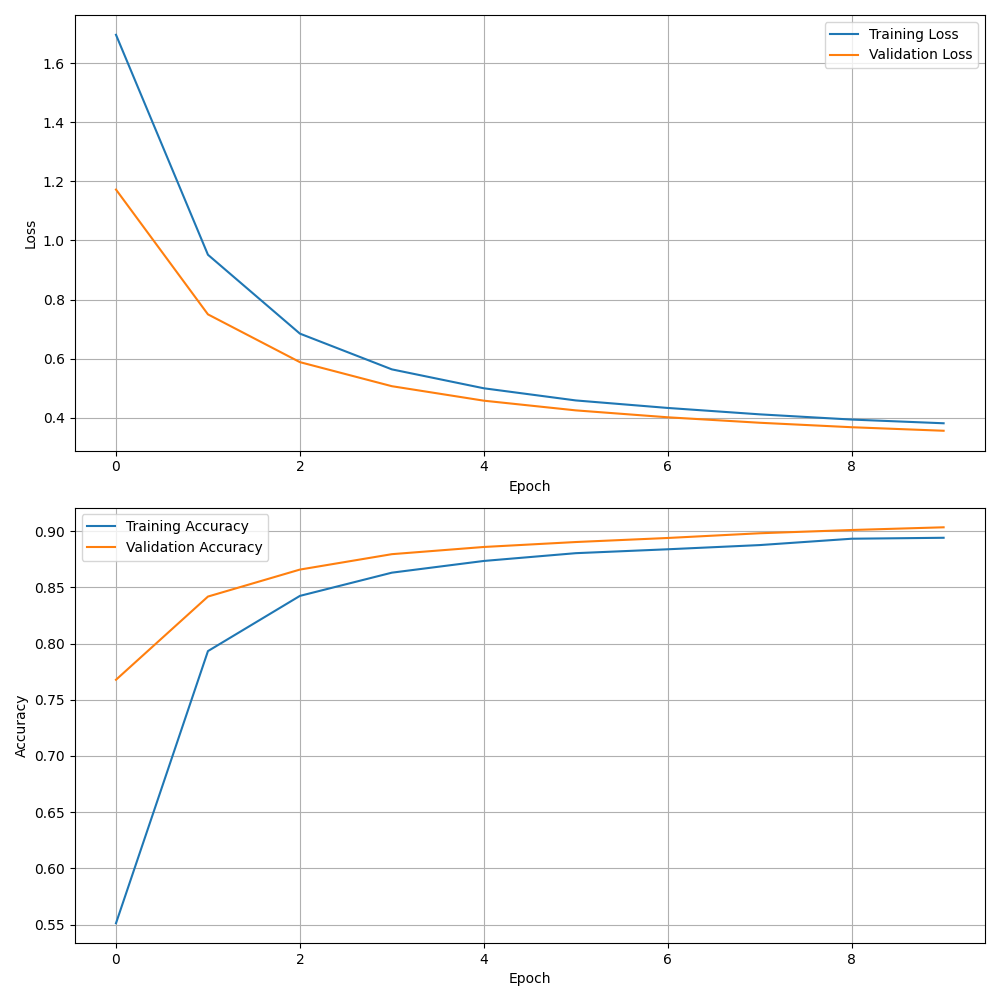 Training Loss
Validation Loss
1.6
1.4
1.2
1.0
0.8
0.6
0.4
Loss
0 2 4 6 8
Epoch
Training Accuracy
Validation Accuracy
0.90
0.85
0.80
0.75
0.70
0.65
0.60
0.55
Accuracy
0 2 4 6 8
Epoch